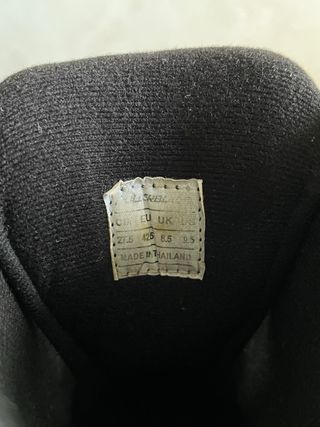 CM EU UK US
27.5 42.5 8.5 9.5
MADE IN THAILAND